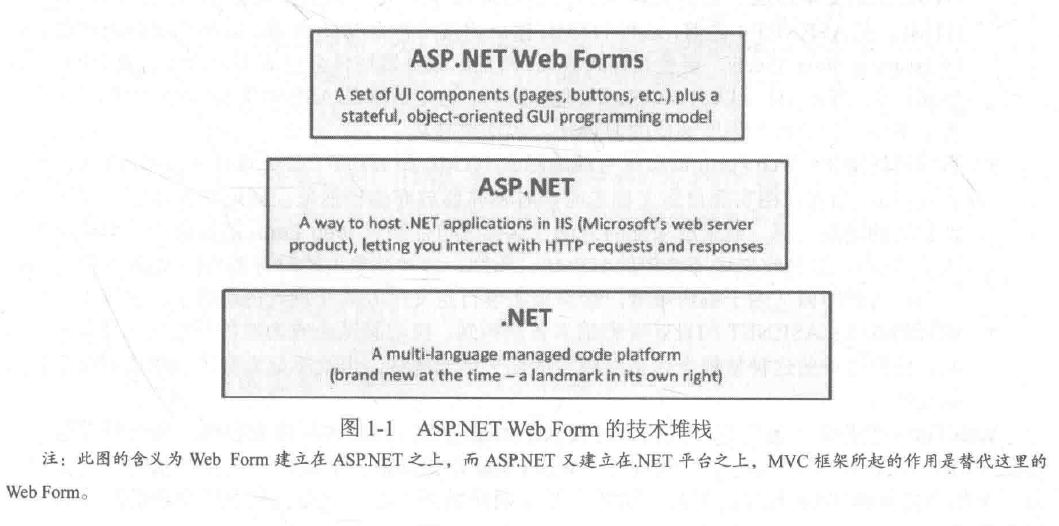 ASP.NET Web Forms
A set of UI components (pages, buttons, etc.) plus a
stateful, object-oriented GUI programming model
ASP.NET
A way to host .NET applications in IIS (Microsoft's web server
product), letting you interact with HTTP requests and responses
.NET
A multi-language managed code platform
(brand new at the time – a landmark in its own right)
图 1-1 ASP.NET Web Form 的技术堆栈
注：此图的含义为 Web Form 建立在 ASP.NET 之上，而 ASP.NET 又建立在.NET 平台之上，MVC 框架所起的作用是替代这里的
Web Form。